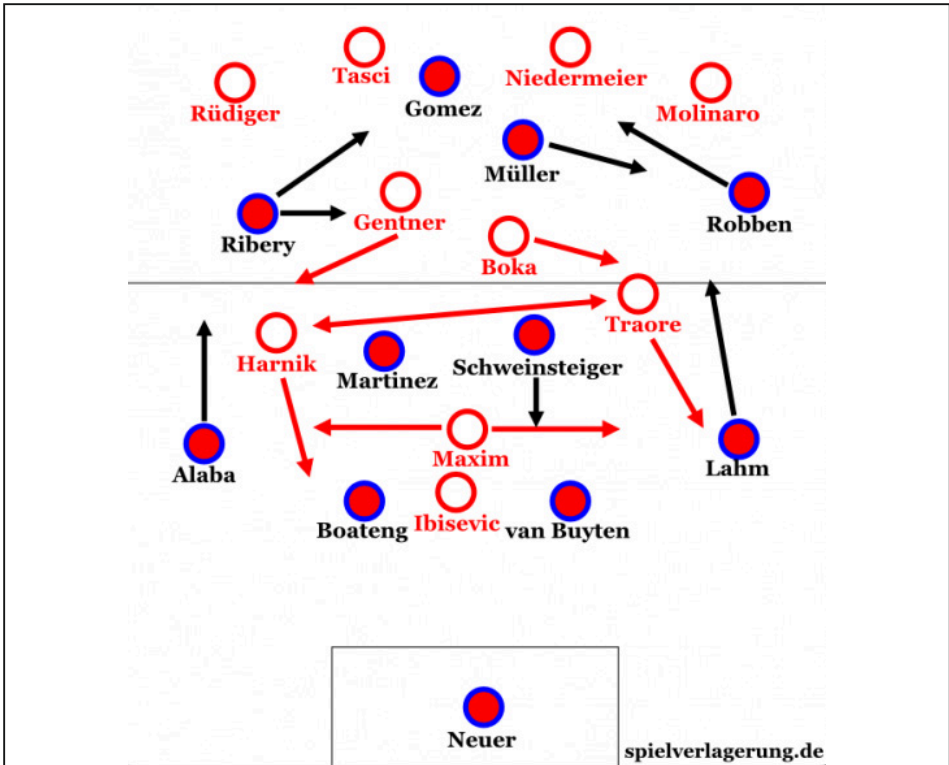 Tasci
Niedermeier
Rüdiger
Gomez
Molinaro
Müller
Ribery
Gentner
Robben
Boka
Traore
Harnik
Martinez
Schweinsteiger
Maxim
Alaba
Lahm
Boateng
Ibisevic
van Buyten
Neuer
spielverlagerung.de